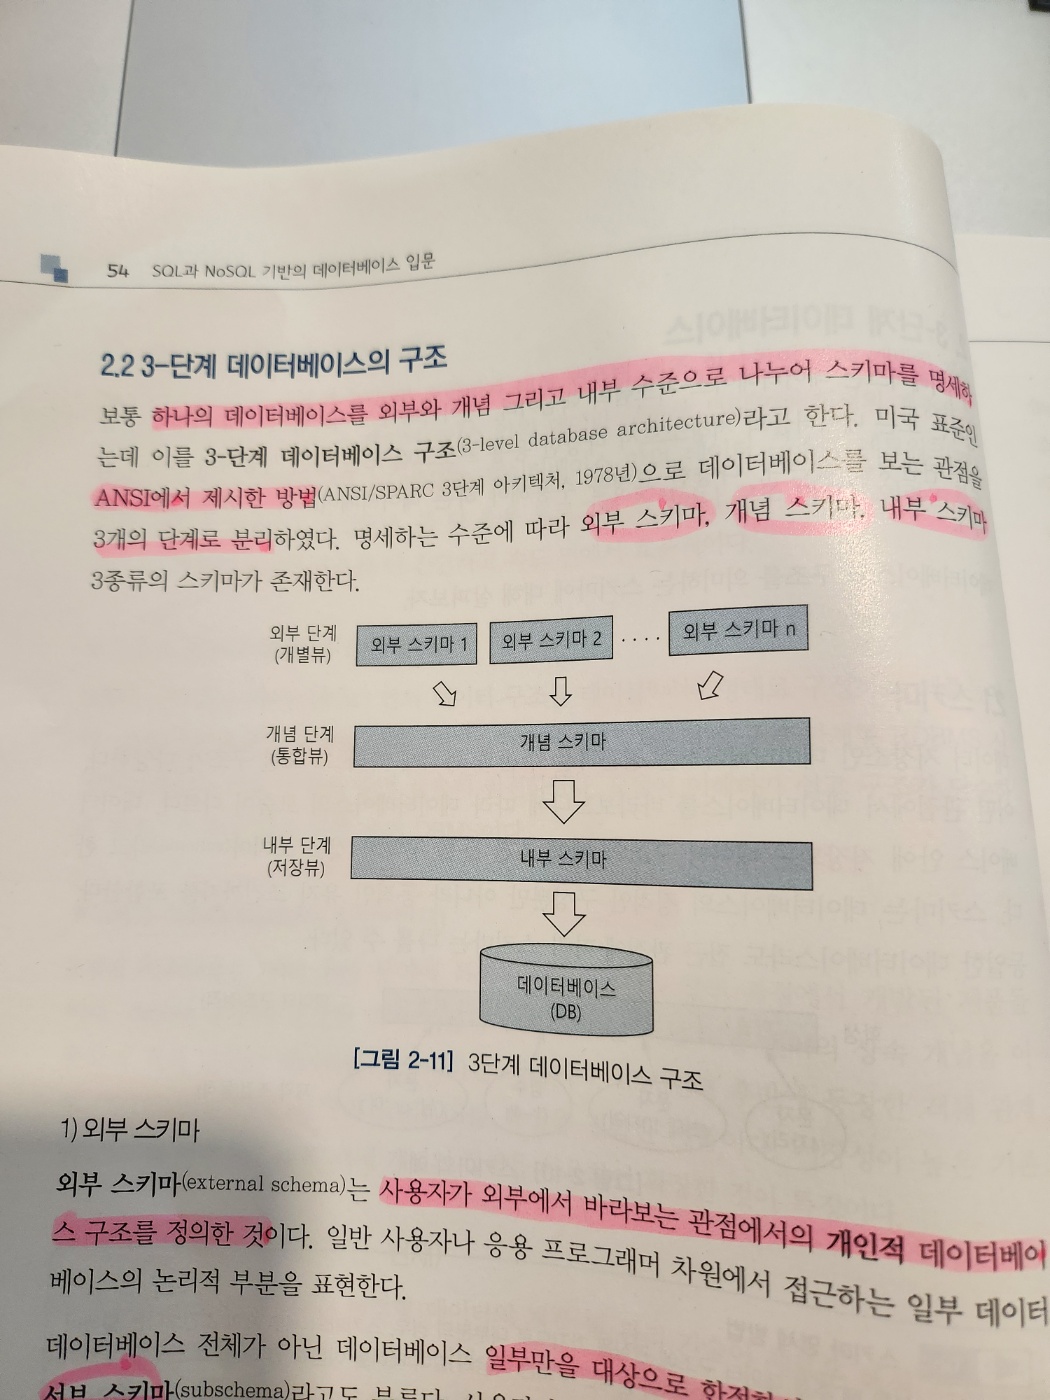 54 SQL과 NoSQL 기반의 데이터베이스 입문
2.2 3-단계 데이터베이스의 구조
보통 하나의 데이터베이스를 외부와 개념 그리고 내부 수준으로 나누어 스키마를 명세하
는데 이를 3-단계 데이터베이스 구조(3-level database architecture)라고 한다. 미국 표준인
ANSI에서 제시한 방법(ANSI/SPARC 3단계 아키텍처, 1978년)으로 데이터베이스를 보는 관점을
3개의 단계로 분리하였다. 명세하는 수준에 따라 외부 스키마, 개념 스키마, 내부 스키마
3종류의 스키마가 존재한다.
외부 단계 외부 스키마 1 외부 스키마 2 ···· 외부 스키마 n
(개별뷰)
개념 단계 개념 스키마
(통합뷰)
내부 단계 내부 스키마
(저장뷰)
데이터베이스
(DB)
[그림 2-11] 3단계 데이터베이스 구조
1) 외부 스키마
외부 스키마(external schema)는 사용자가 외부에서 바라보는 관점에서의 개인적 데이터베이
스 구조를 정의한 것이다. 일반 사용자나 응용 프로그래머 차원에서 접근하는 일부 데이터
베이스의 논리적 부분을 표현한다.
데이터베이스 전체가 아닌 데이터베이스 일부만을 대상으로
서브 스키마(subschema)라고도 부른다.